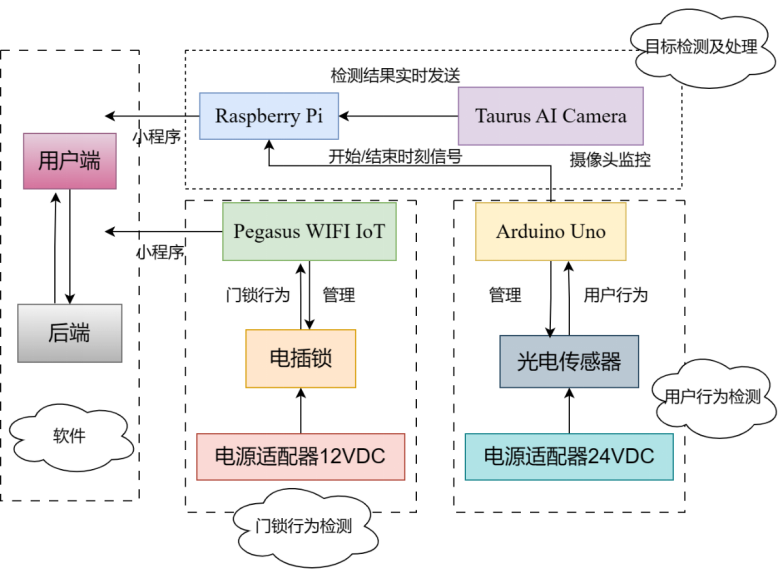 目标检测及处理
检测结果实时发送
Raspberry Pi
Taurus AI Camera
小程序
开始/结束时刻信号
摄像头监控
用户端
Pegasus WIFI IoT
Arduino Uno
小程序
门锁行为
管理
管理
用户行为
后端
电插锁
光电传感器
用户行为检测
软件
电源适配器12VDC
电源适配器24VDC
门锁行为检测